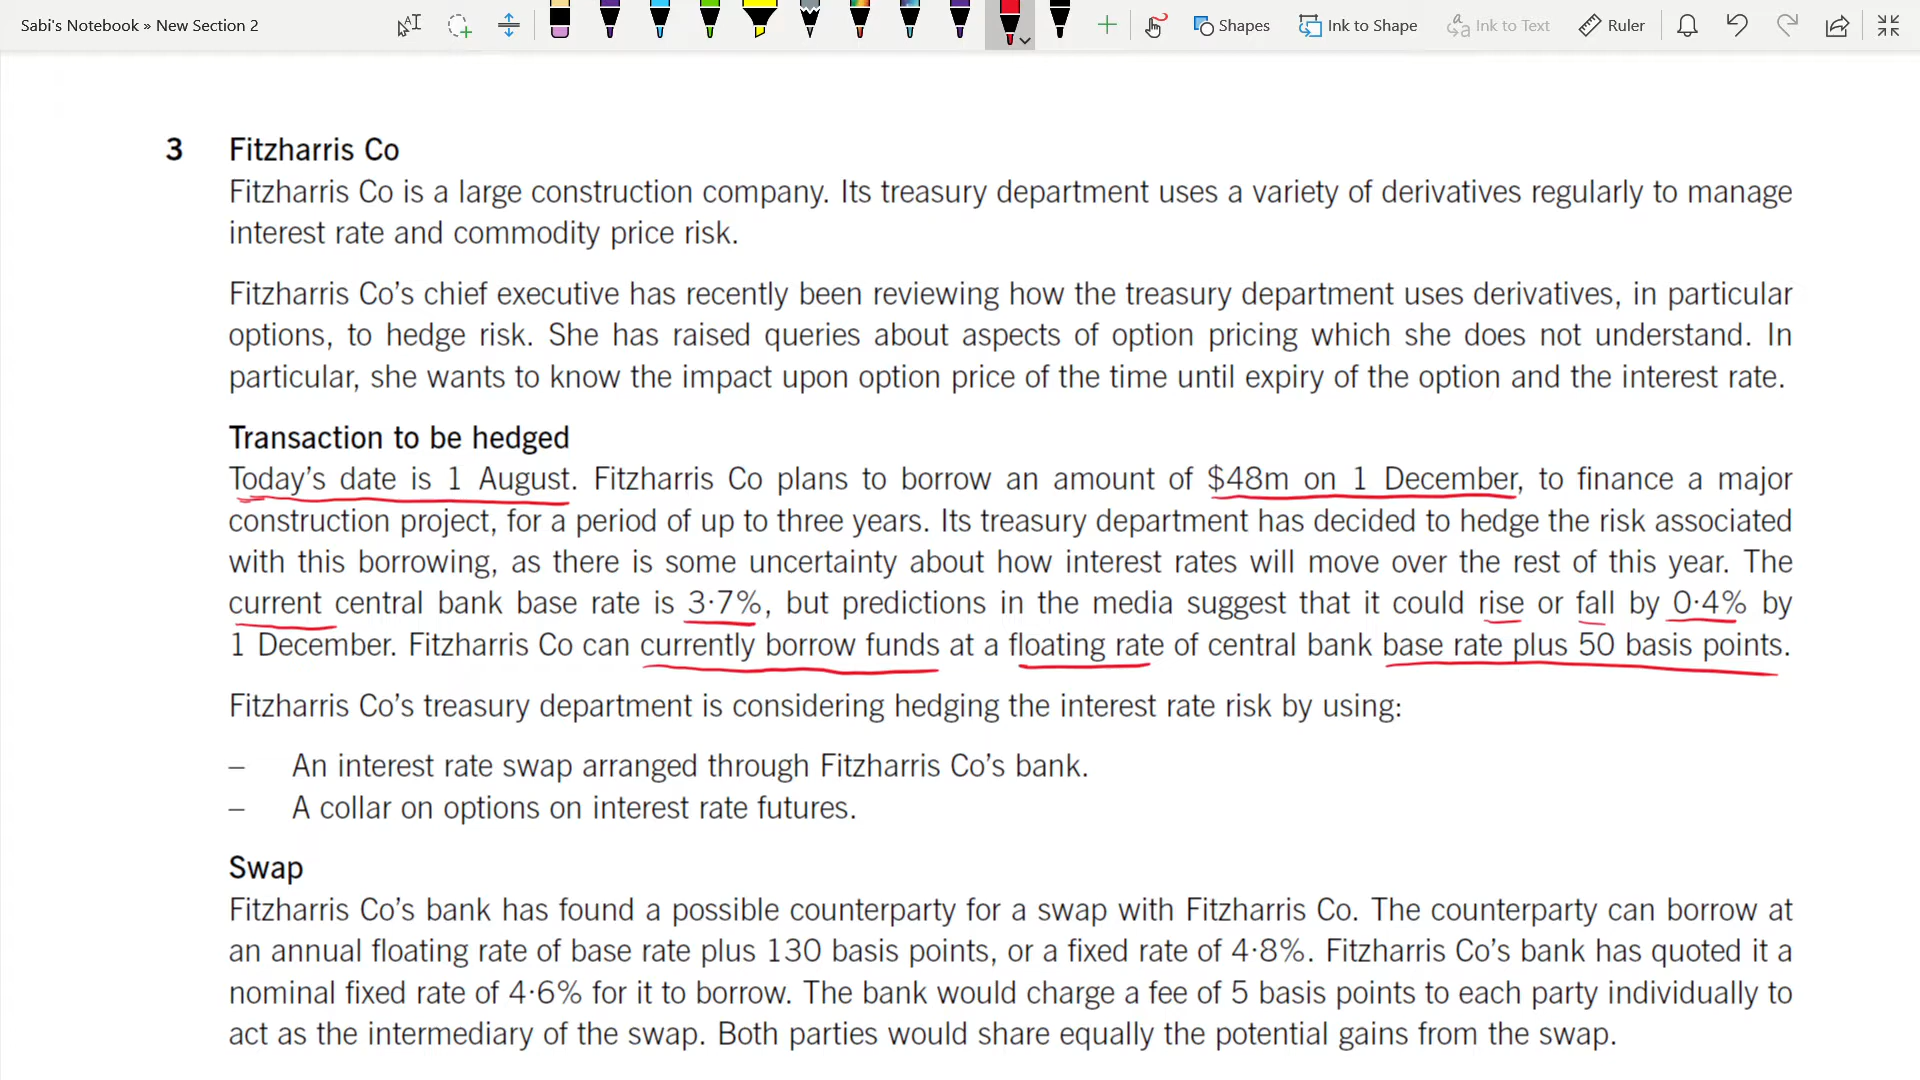 Sabi's Notebook » New Section 2
Shapes
Ink to Shape
Ink to Text
Ruler
3 Fitzharris Co
Fitzharris Co is a large construction company. Its treasury department uses a variety of derivatives regularly to manage
interest rate and commodity price risk.
Fitzharris Co’s chief executive has recently been reviewing how the treasury department uses derivatives, in particular
options, to hedge risk. She has raised queries about aspects of option pricing which she does not understand. In
particular, she wants to know the impact upon option price of the time until expiry of the option and the interest rate.
Transaction to be hedged
Today’s date is 1 August. Fitzharris Co plans to borrow an amount of $48m on 1 December, to finance a major
construction project, for a period of up to three years. Its treasury department has decided to hedge the risk associated
with this borrowing, as there is some uncertainty about how interest rates will move over the rest of this year. The
current central bank base rate is 3·7%, but predictions in the media suggest that it could rise or fall by 0·4% by
1 December. Fitzharris Co can currently borrow funds at a floating rate of central bank base rate plus 50 basis points.
Fitzharris Co’s treasury department is considering hedging the interest rate risk by using:
– An interest rate swap arranged through Fitzharris Co’s bank.
– A collar on options on interest rate futures.
Swap
Fitzharris Co’s bank has found a possible counterparty for a swap with Fitzharris Co. The counterparty can borrow at
an annual floating rate of base rate plus 130 basis points, or a fixed rate of 4·8%. Fitzharris Co’s bank has quoted it a
nominal fixed rate of 4·6% for it to borrow. The bank would charge a fee of 5 basis points to each party individually to
act as the intermediary of the swap. Both parties would share equally the potential gains from the swap.